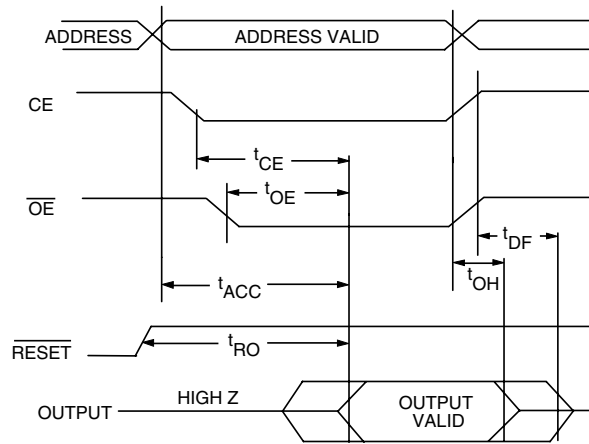 ADDRESS ADDRESS VALID
CE
tCE
tOE
OE
tDF
tOH
tACC
tRO
RESET
HIGH Z
OUTPUT OUTPUT
VALID